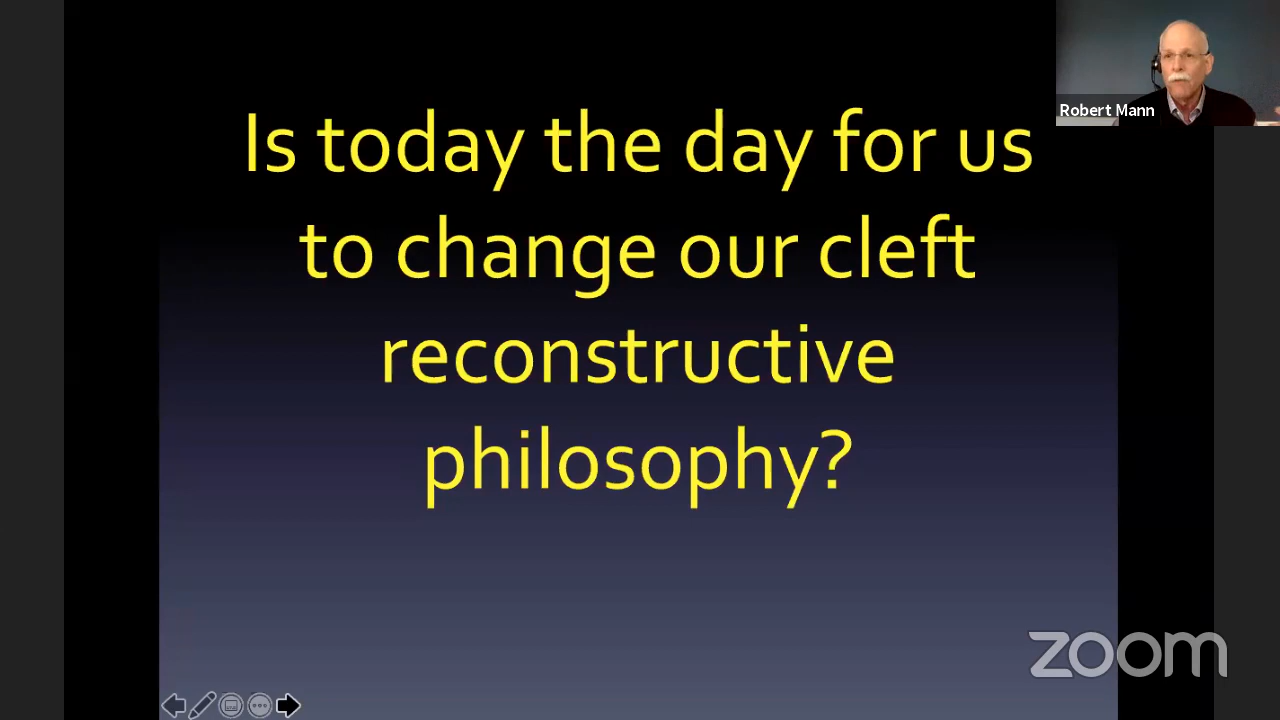 Is today the day for us
to change our cleft
reconstructive
philosophy?
Robert Mann
zoom